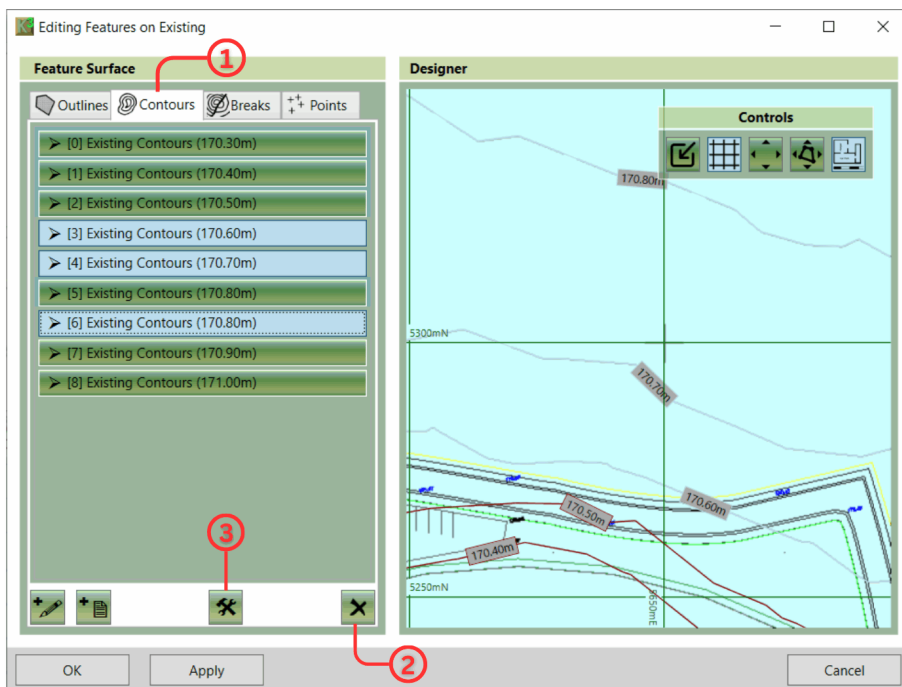 Editing Features on Existing
1
Feature Surface
Designer
Outlines
Contours
Breaks
Points
Controls
[0] Existing Contours (170.30m)
[1] Existing Contours (170.40m)
[2] Existing Contours (170.50m)
[3] Existing Contours (170.60m)
[4] Existing Contours (170.70m)
[5] Existing Contours (170.80m)
[6] Existing Contours (170.80m)
[7] Existing Contours (170.90m)
[8] Existing Contours (171.00m)
170.80m
5300mN
170.70m
170.60m
170.50m
170.40m
5250mN
3
2
OK
Apply
Cancel